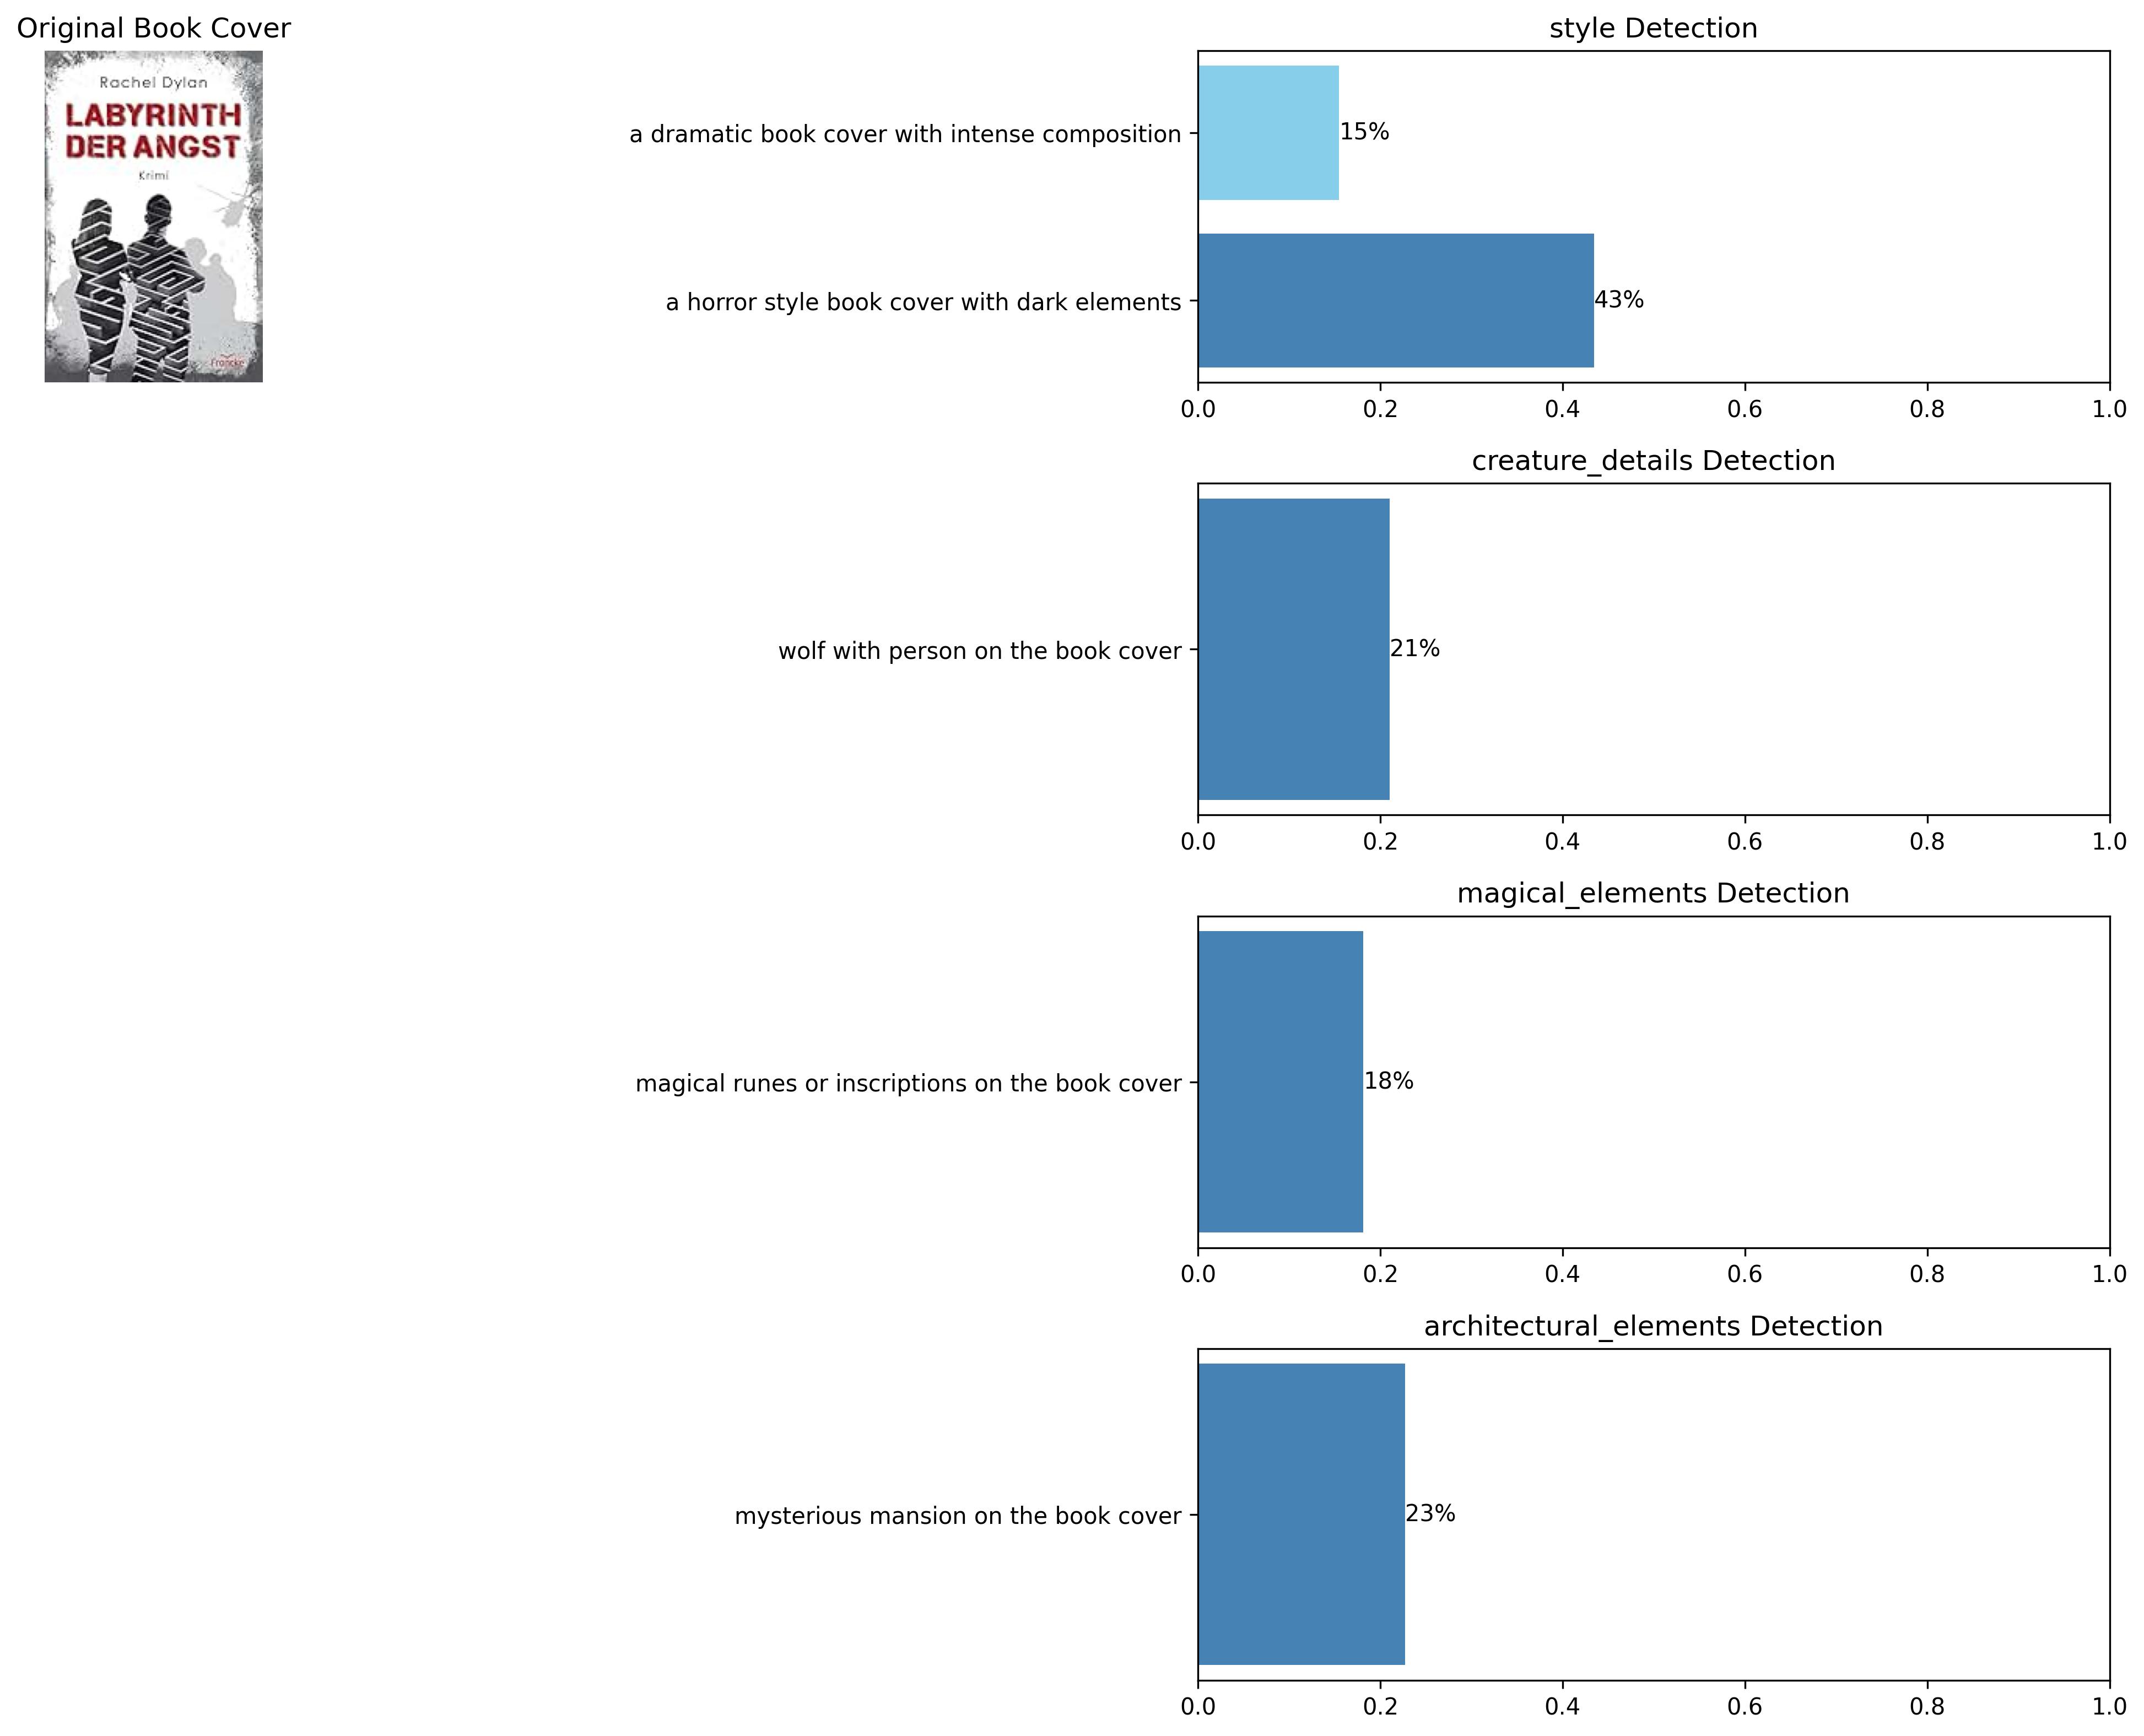 Original Book Cover
Rachel Dylan
LABYRINTH
DER ANGST
Krimi
Francke
style Detection
a dramatic book cover with intense composition
15%
a horror style book cover with dark elements
43%
0.0 0.2 0.4 0.6 0.8 1.0
creature_details Detection
wolf with person on the book cover
21%
0.0 0.2 0.4 0.6 0.8 1.0
magical_elements Detection
magical runes or inscriptions on the book cover
18%
0.0 0.2 0.4 0.6 0.8 1.0
architectural_elements Detection
mysterious mansion on the book cover
23%
0.0 0.2 0.4 0.6 0.8 1.0